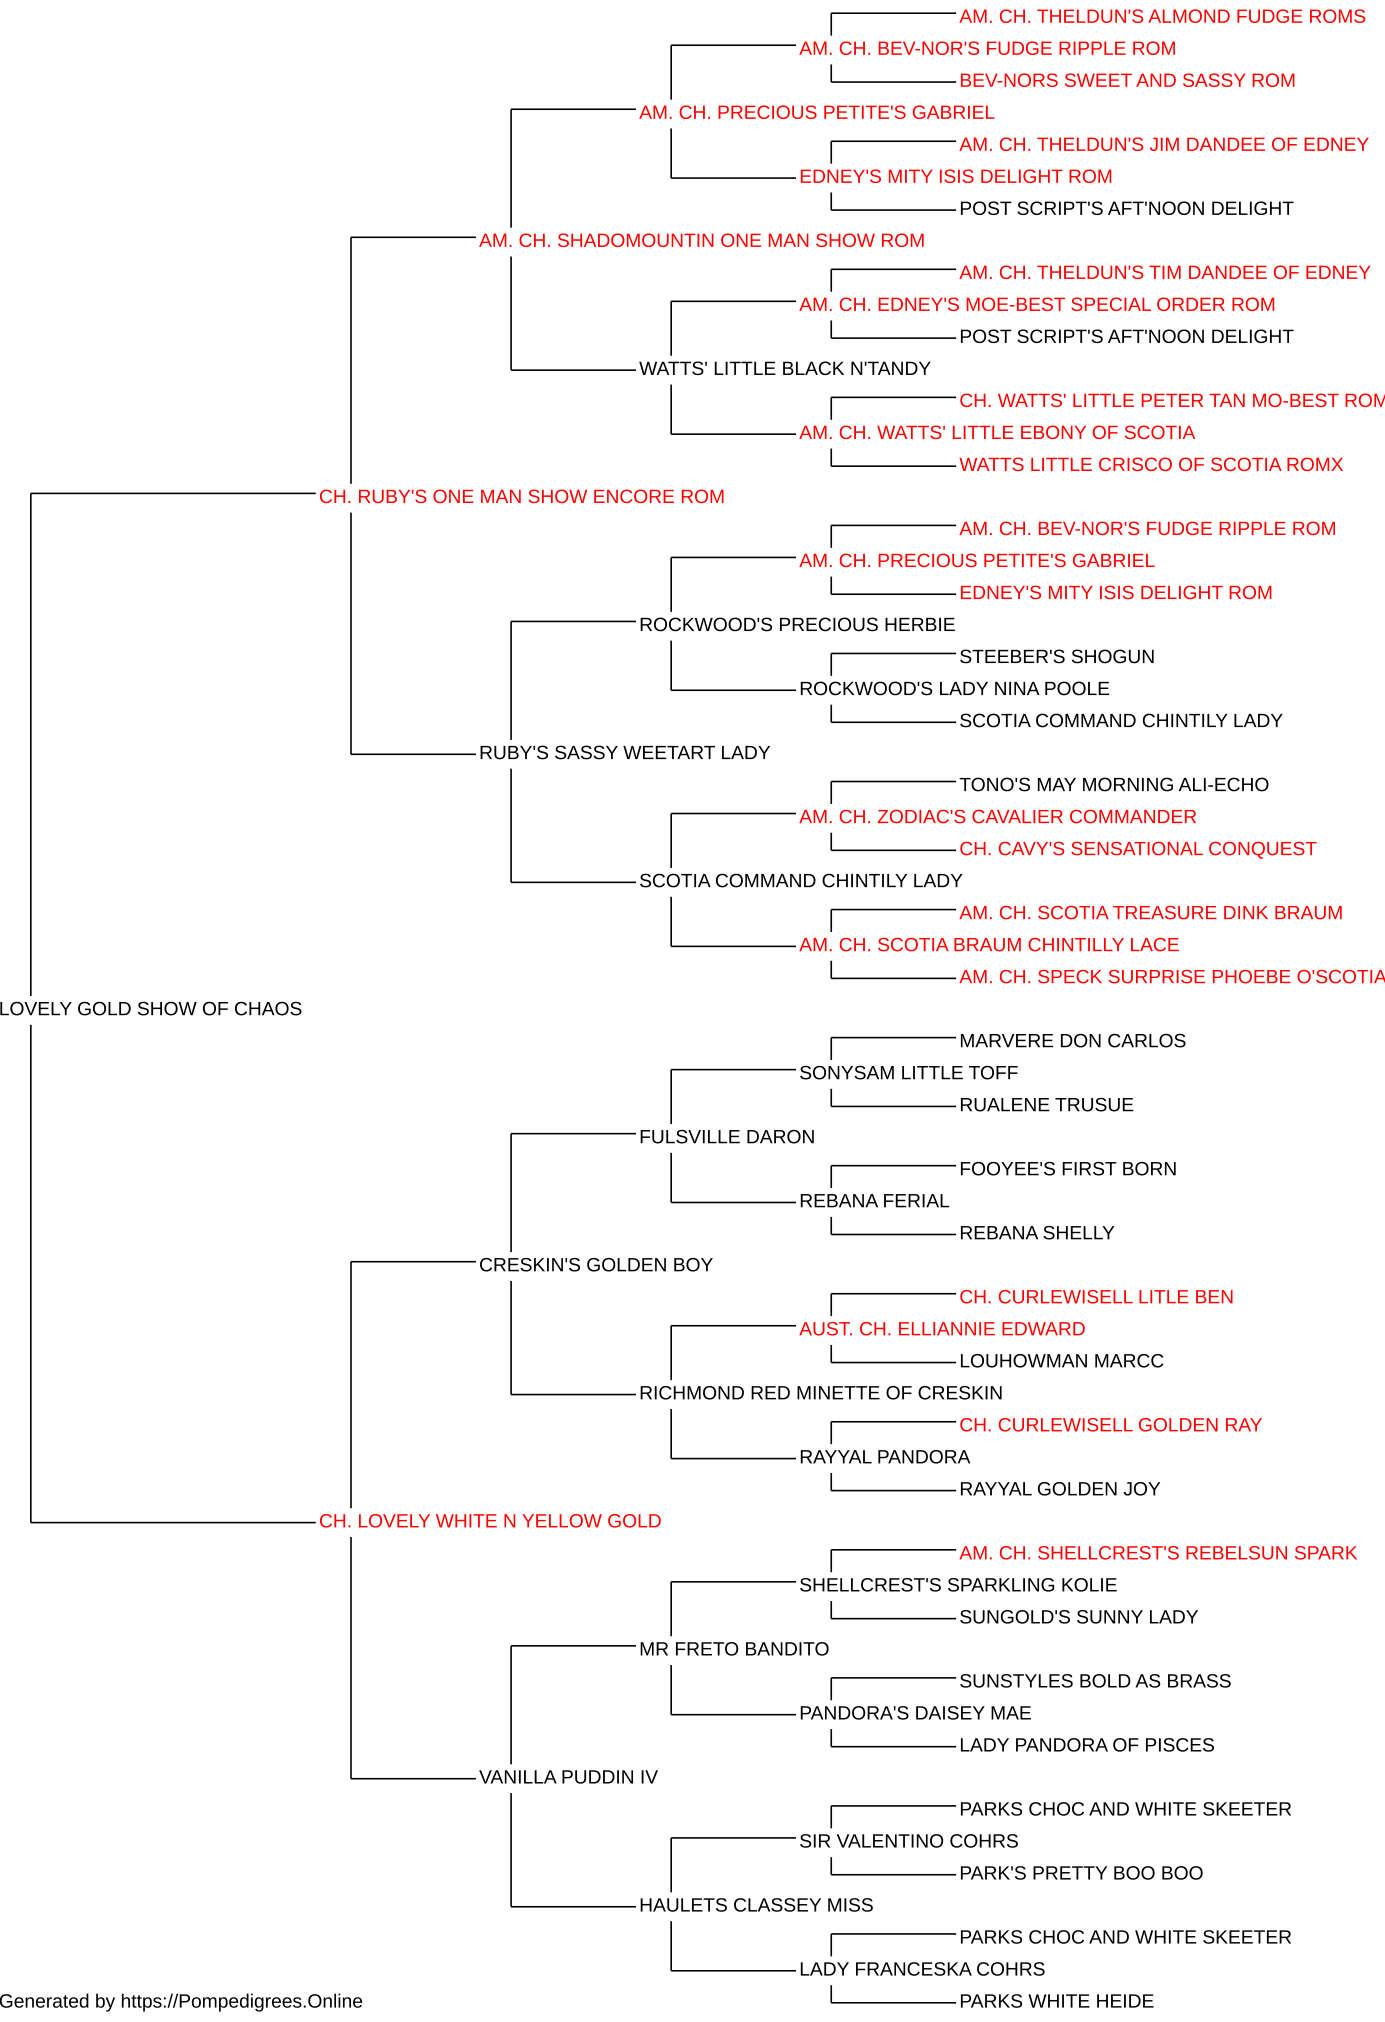 AM. CH. THELDUN'S ALMOND FUDGE ROMS
AM. CH. BEV-NOR'S FUDGE RIPPLE ROM
BEV-NORS SWEET AND SASSY ROM
AM. CH. PRECIOUS PETITE'S GABRIEL
AM. CH. THELDUN'S JIM DANDEE OF EDNEY
EDNEY'S MITY ISIS DELIGHT ROM
POST SCRIPT'S AFT'NOON DELIGHT
AM. CH. SHADOMOUNTIN ONE MAN SHOW ROM
AM. CH. THELDUN'S TIM DANDEE OF EDNEY
AM. CH. EDNEY'S MOE-BEST SPECIAL ORDER ROM
POST SCRIPT'S AFT'NOON DELIGHT
WATTS' LITTLE BLACK N'TANDY
CH. WATTS' LITTLE PETER TAN MO-BEST ROM
AM. CH. WATTS' LITTLE EBONY OF SCOTIA
WATTS LITTLE CRISCO OF SCOTIA ROMX
CH. RUBY'S ONE MAN SHOW ENCORE ROM
AM. CH. BEV-NOR'S FUDGE RIPPLE ROM
AM. CH. PRECIOUS PETITE'S GABRIEL
EDNEY'S MITY ISIS DELIGHT ROM
ROCKWOOD'S PRECIOUS HERBIE
STEEBER'S SHOGUN
ROCKWOOD'S LADY NINA POOLE
SCOTIA COMMAND CHINTILY LADY
RUBY'S SASSY WEETART LADY
TONO'S MAY MORNING ALI-ECHO
AM. CH. ZODIAC'S CAVALIER COMMANDER
CH. CAVY'S SENSATIONAL CONQUEST
SCOTIA COMMAND CHINTILY LADY
AM. CH. SCOTIA TREASURE DINK BRAUM
AM. CH. SCOTIA BRAUM CHINTILLY LACE
AM. CH. SPECK SURPRISE PHOEBE O'SCOTIA
LOVELY GOLD SHOW OF CHAOS
MARVERE DON CARLOS
SONYSAM LITTLE TOFF
RUALENE TRUSUE
FULSVILLE DARON
FOOYEE'S FIRST BORN
REBANA FERIAL
REBANA SHELLY
CRESKIN'S GOLDEN BOY
CH. CURLEWISELL LITLE BEN
AUST. CH. ELLIANNIE EDWARD
LOUHOWMAN MARCC
RICHMOND RED MINETTE OF CRESKIN
CH. CURLEWISELL GOLDEN RAY
RAYYAL PANDORA
RAYYAL GOLDEN JOY
CH. LOVELY WHITE N YELLOW GOLD
AM. CH. SHELLCREST'S REBELSUN SPARK
SHELLCREST'S SPARKLING KOLIE
SUNGOLD'S SUNNY LADY
MR FRETO BANDITO
SUNSTYLES BOLD AS BRASS
PANDORA'S DAISEY MAE
LADY PANDORA OF PISCES
VANILLA PUDDIN IV
PARKS CHOC AND WHITE SKEETER
SIR VALENTINO COHRS
PARK'S PRETTY BOO BOO
HAULETS CLASSEY MISS
PARKS CHOC AND WHITE SKEETER
LADY FRANCESKA COHRS
PARKS WHITE HEIDE
Generated by https://Pompedigrees.Online